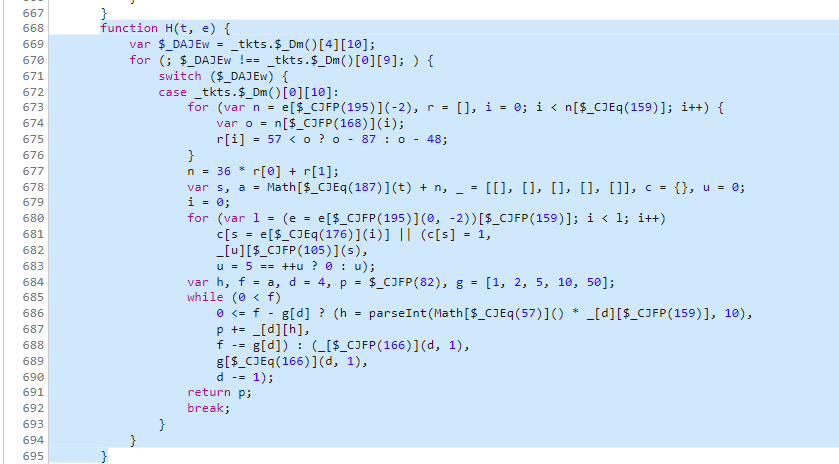 667 }
668 function H(t, e) {
669 var $_DAJEw = _tkts.$_Dm()[4][10];
670 for (; $_DAJEw !== _tkts.$_Dm()[0][9]; ) {
671 switch ($_DAJEw) {
672 case _tkts.$_Dm()[0][10]:
673 for (var n = e[$_CJFP(195)](-2), r = [], i = 0; i < n[$_CJEq(159)]; i++) {
674 var o = n[$_CJFP(168)](i);
675 r[i] = 57 < o ? o - 87 : o - 48;
676 }
677 n = 36 * r[0] + r[1];
678 var s, a = Math[$_CJEq(187)](t) + n, _ = [[], [], [], [], []], c = {}, u = 0;
679 i = 0;
680 for (var l = (e = e[$_CJFP(195)](0, -2))[$_CJFP(159)]; i < l; i++)
681 c[s = e[$_CJEq(176)](i)] || (c[s] = 1,
682 _[u][$_CJFP(105)](s),
683 u = 5 == ++u ? 0 : u);
684 var h, f = a, d = 4, p = $_CJFP(82), g = [1, 2, 5, 10, 50];
685 while (0 < f)
686 0 <= f - g[d] ? (h = parseInt(Math[$_CJEq(57)]() * _[d][$_CJFP(159)], 10),
687 p += _[d][h],
688 f -= g[d]) : (_[$_CJFP(166)](d, 1),
689 g[$_CJEq(166)](d, 1),
690 d -= 1);
691 return p;
692 break;
693 }
694 }
695 }